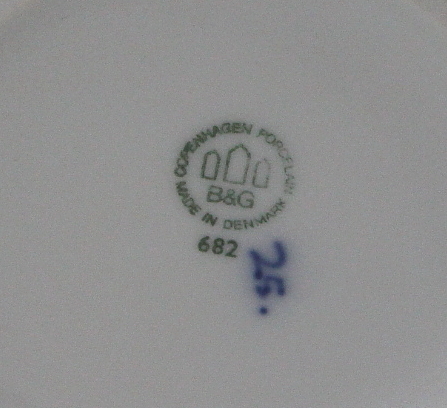 COPENHAGEN PORCELAIN
B&G
MADE IN DENMARK
682
25.